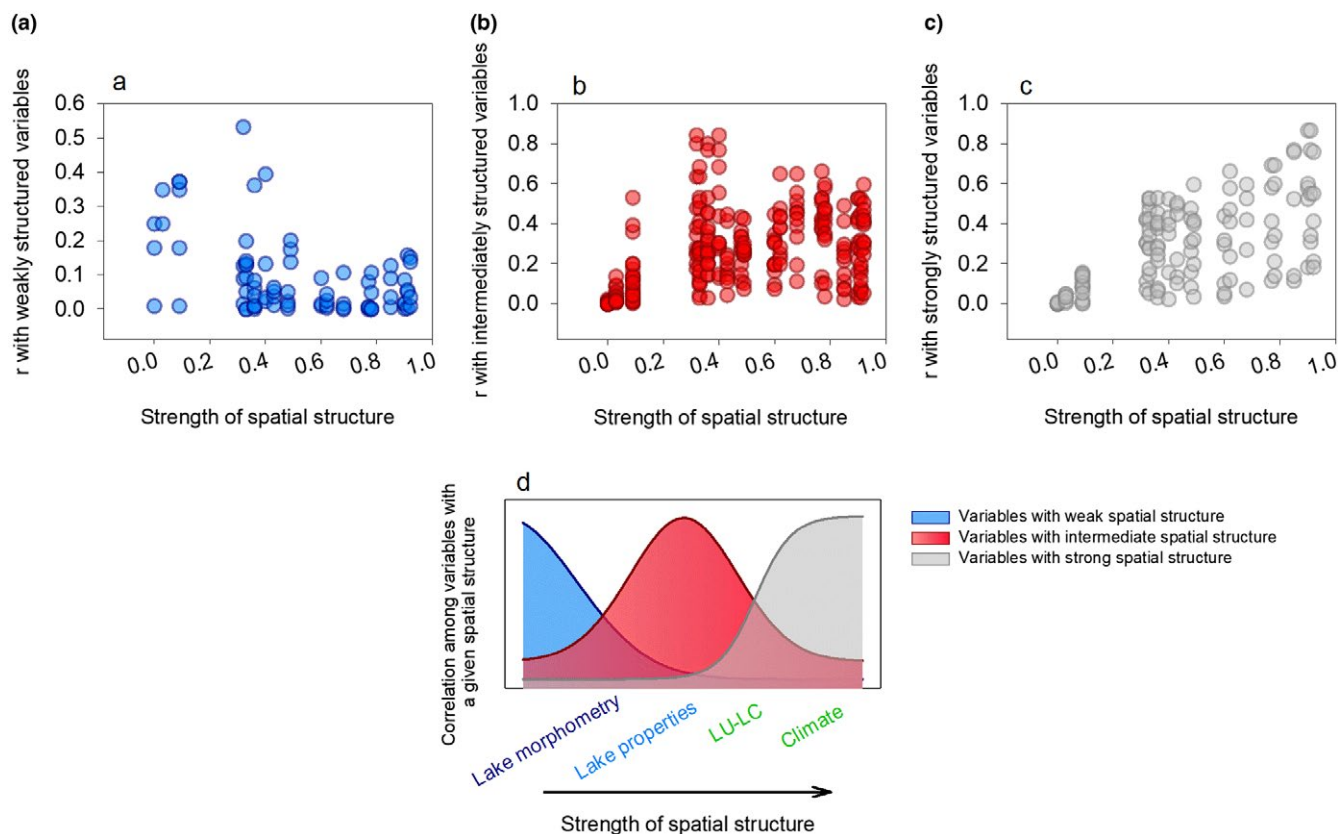 (a)
(b)
(c)
a
r with weakly structured variables
0.6
0.5
0.4
0.3
0.2
0.1
0.0
0.0
0.2
0.4
0.6
0.8
1.0
Strength of spatial structure
b
r with intermediately structured variables
1.0
0.8
0.6
0.4
0.2
0.0
0.0
0.2
0.4
0.6
0.8
1.0
Strength of spatial structure
c
r with strongly structured variables
1.0
0.8
0.6
0.4
0.2
0.0
0.0
0.2
0.4
0.6
0.8
1.0
Strength of spatial structure
d
Correlation among variables with
a given spatial structure
Lake morphometry
Lake properties
LU-LC
Climate
Strength of spatial structure
Variables with weak spatial structure
Variables with intermediate spatial structure
Variables with strong spatial structure